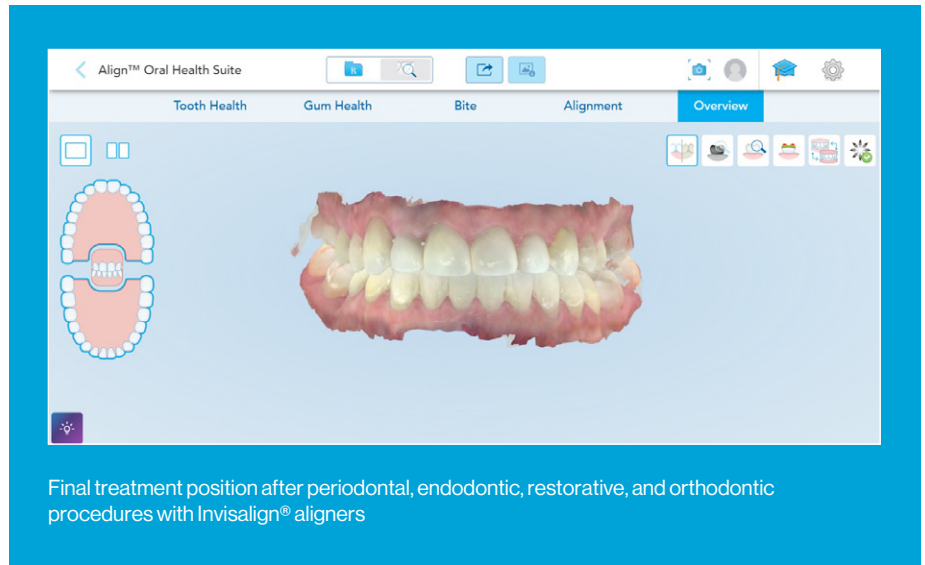 Align™ Oral Health Suite
Tooth Health Gum Health Bite Alignment Overview
Final treatment position after periodontal, endodontic, restorative, and orthodontic
procedures with Invisalign® aligners